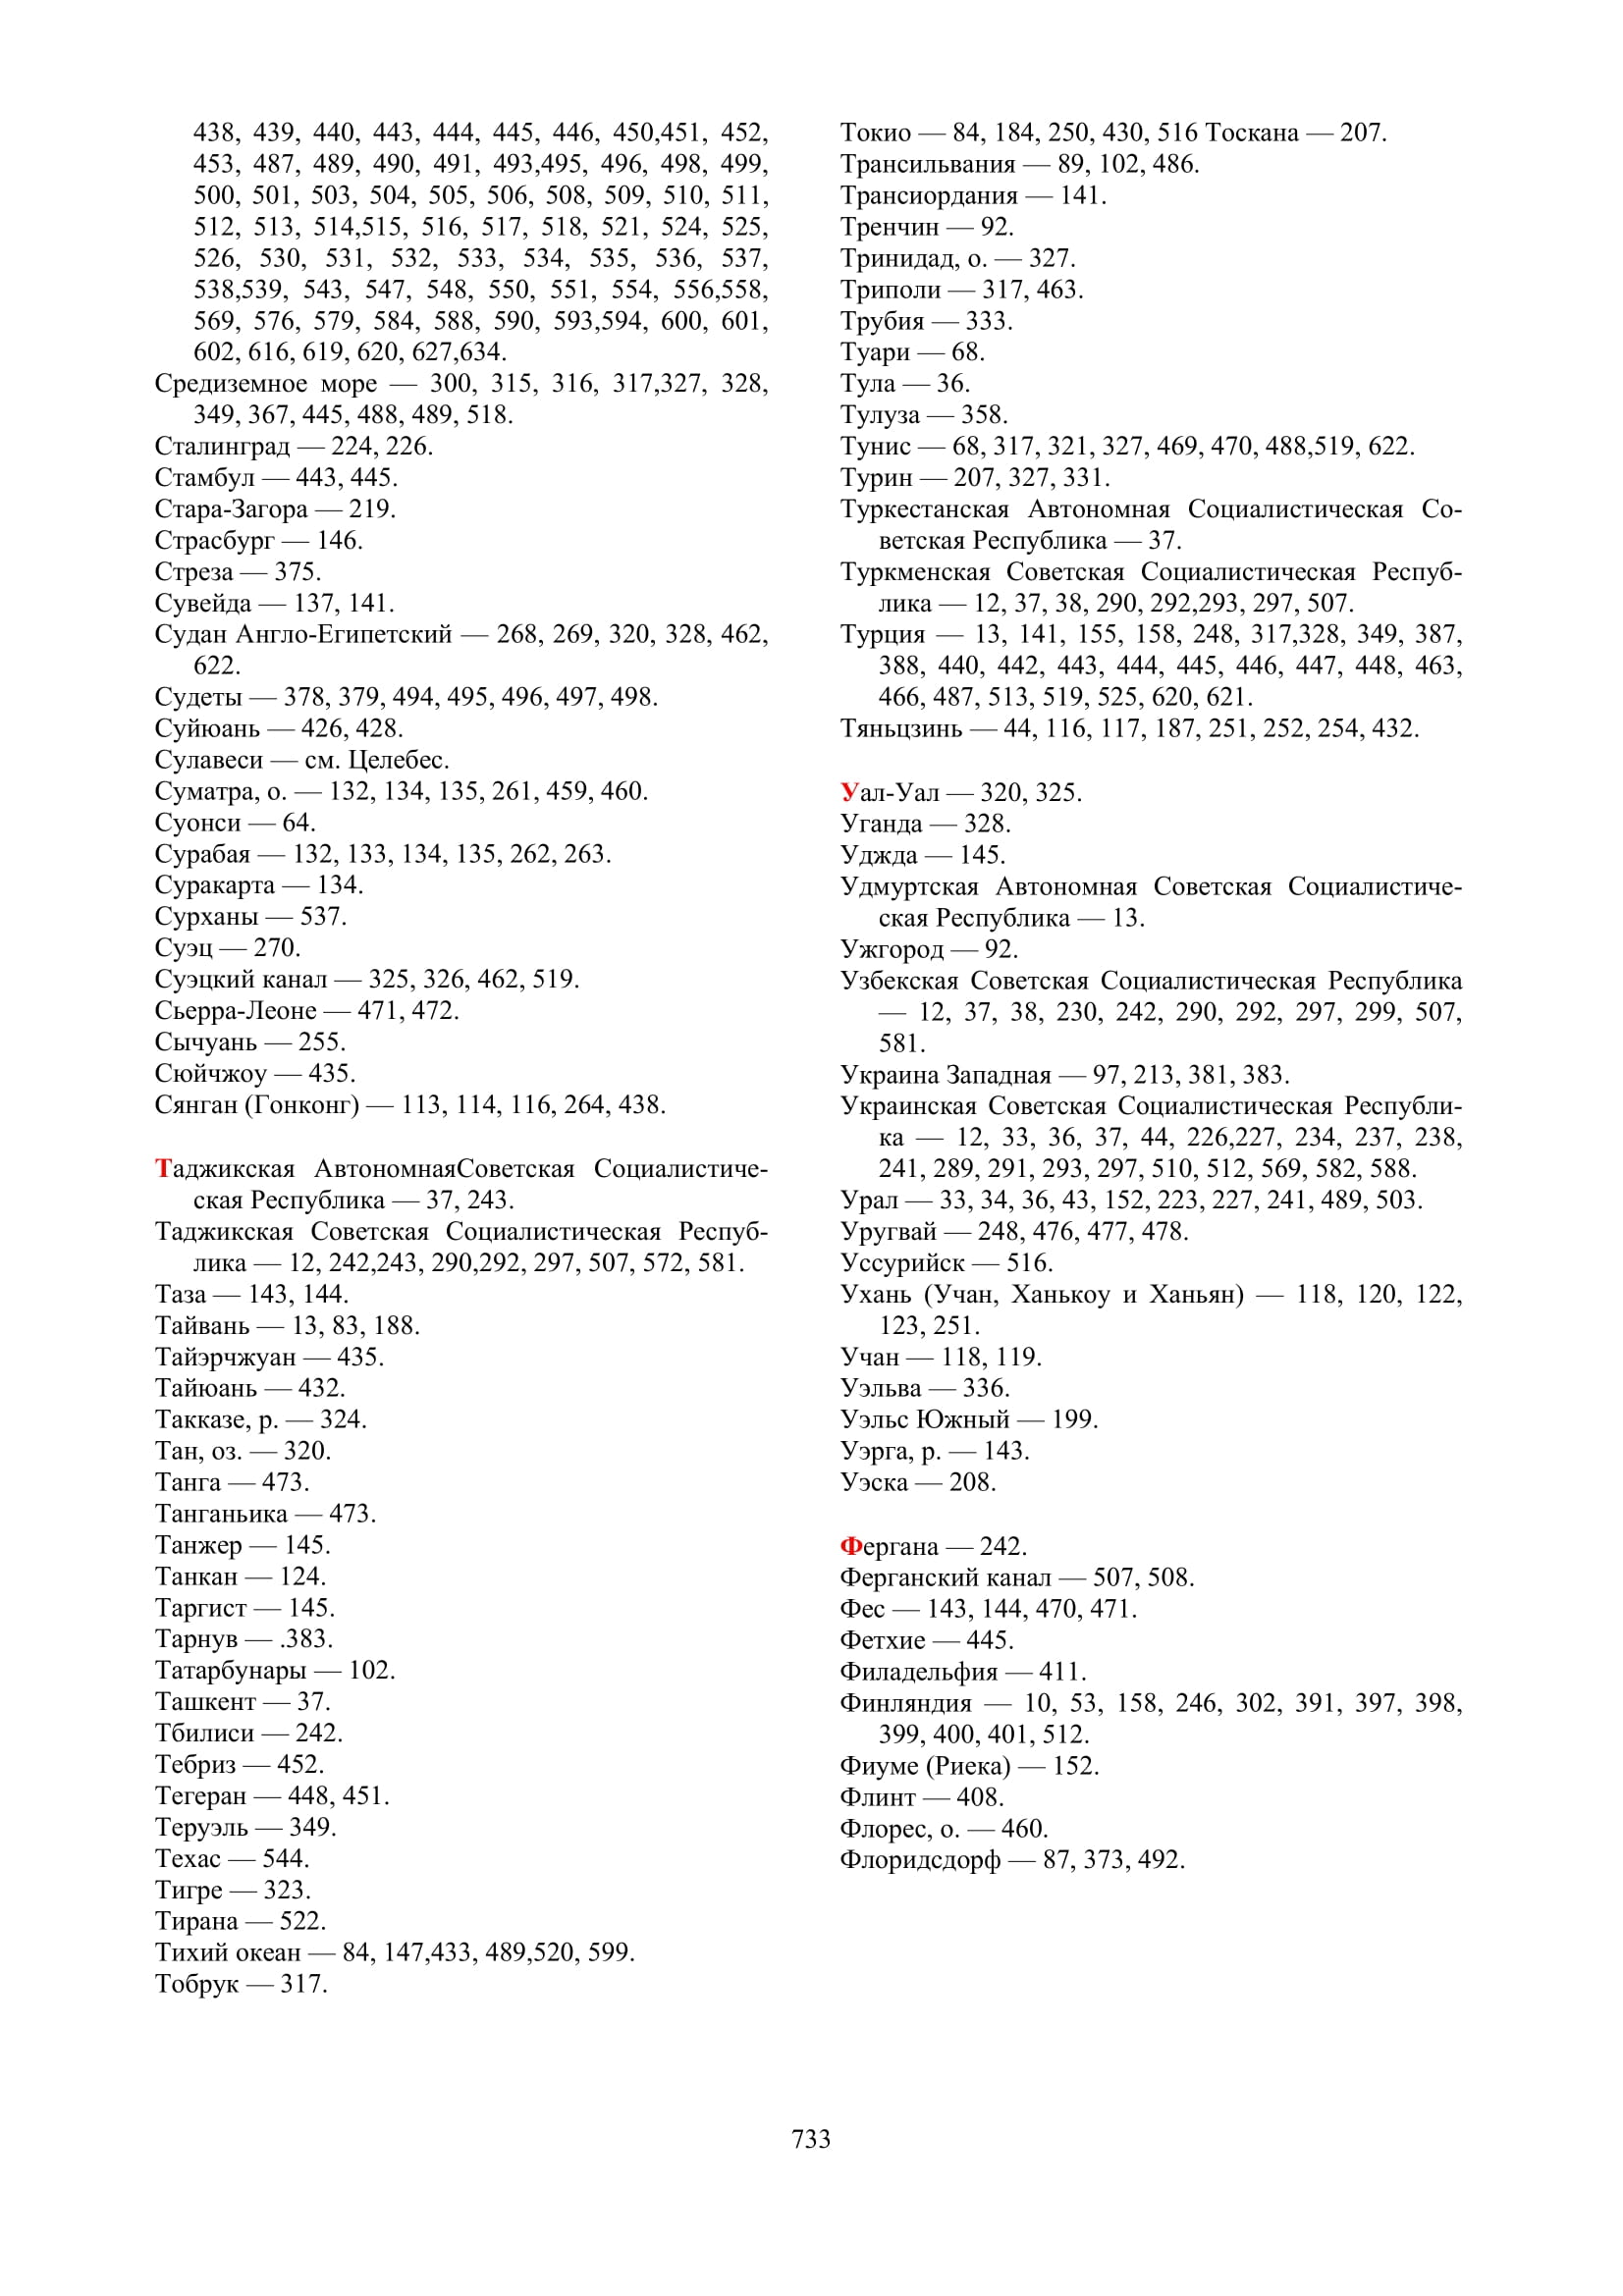 438, 439, 440, 443, 444, 445, 446, 450,451, 452,
453, 487, 489, 490, 491, 493,495, 496, 498, 499,
500, 501, 503, 504, 505, 506, 508, 509, 510, 511,
512, 513, 514,515, 516, 517, 518, 521, 524, 525,
526, 530, 531, 532, 533, 534, 535, 536, 537,
538,539, 543, 547, 548, 550, 551, 554, 556,558,
569, 576, 579, 584, 588, 590, 593,594, 600, 601,
602, 616, 619, 620, 627,634.
Средиземное море — 300, 315, 316, 317,327, 328,
349, 367, 445, 488, 489, 518.
Сталинград — 224, 226.
Стамбул — 443, 445.
Стара-Загора — 219.
Страсбург — 146.
Стреза — 375.
Сувейда — 137, 141.
Судан Англо-Египетский — 268, 269, 320, 328, 462,
622.
Судеты — 378, 379, 494, 495, 496, 497, 498.
Суйюань — 426, 428.
Сулавеси — см. Целебес.
Суматра, о. — 132, 134, 135, 261, 459, 460.
Суонси — 64.
Сурабая — 132, 133, 134, 135, 262, 263.
Суракарта — 134.
Сурханы — 537.
Суэц — 270.
Суэцкий канал — 325, 326, 462, 519.
Сьерра-Леоне — 471, 472.
Сычуань — 255.
Сюйчжоу — 435.
Сянган (Гонконг) — 113, 114, 116, 264, 438.
Таджикская АвтономнаяСоветская Социалистиче-
ская Республика — 37, 243.
Таджикская Советская Социалистическая Респуб-
лика — 12, 242,243, 290,292, 297, 507, 572, 581.
Таза — 143, 144.
Тайвань — 13, 83, 188.
Тайэрчжуан — 435.
Тайюань — 432.
Такказе, р. — 324.
Тан, оз. — 320.
Танга — 473.
Танганьика — 473.
Танжер — 145.
Танкан — 124.
Таргист — 145.
Тарнув — .383.
Татарбунары — 102.
Ташкент — 37.
Тбилиси — 242.
Тебриз — 452.
Тегеран — 448, 451.
Теруэль — 349.
Техас — 544.
Тигре — 323.
Тирана — 522.
Тихий океан — 84, 147,433, 489,520, 599.
Тобрук — 317.
Токио — 84, 184, 250, 430, 516 Тоскана — 207.
Трансильвания — 89, 102, 486.
Трансиордания — 141.
Тренчин — 92.
Тринидад, о. — 327.
Триполи — 317, 463.
Трубия — 333.
Туари — 68.
Тула — 36.
Тулуза — 358.
Тунис — 68, 317, 321, 327, 469, 470, 488,519, 622.
Турин — 207, 327, 331.
Туркестанская Автономная Социалистическая Со-
ветская Республика — 37.
Туркменская Советская Социалистическая Респуб-
лика — 12, 37, 38, 290, 292,293, 297, 507.
Турция — 13, 141, 155, 158, 248, 317,328, 349, 387,
388, 440, 442, 443, 444, 445, 446, 447, 448, 463,
466, 487, 513, 519, 525, 620, 621.
Тяньцзинь — 44, 116, 117, 187, 251, 252, 254, 432.
Уал-Уал — 320, 325.
Уганда — 328.
Уджда — 145.
Удмуртская Автономная Советская Социалистиче-
ская Республика — 13.
Ужгород — 92.
Узбекская Советская Социалистическая Республика
— 12, 37, 38, 230, 242, 290, 292, 297, 299, 507,
581.
Украина Западная — 97, 213, 381, 383.
Украинская Советская Социалистическая Республи-
ка — 12, 33, 36, 37, 44, 226,227, 234, 237, 238,
241, 289, 291, 293, 297, 510, 512, 569, 582, 588.
Урал — 33, 34, 36, 43, 152, 223, 227, 241, 489, 503.
Уругвай — 248, 476, 477, 478.
Уссурийск — 516.
Ухань (Учан, Ханькоу и Ханьян) — 118, 120, 122,
123, 251.
Учан — 118, 119.
Уэльва — 336.
Уэльс Южный — 199.
Уэрга, р. — 143.
Уэска — 208.
Фергана — 242.
Ферганский канал — 507, 508.
Фес — 143, 144, 470, 471.
Фетхие — 445.
Филадельфия — 411.
Финляндия — 10, 53, 158, 246, 302, 391, 397, 398,
399, 400, 401, 512.
Фиуме (Риека) — 152.
Флинт — 408.
Флорес, о. — 460.
Флоридсдорф — 87, 373, 492.
733